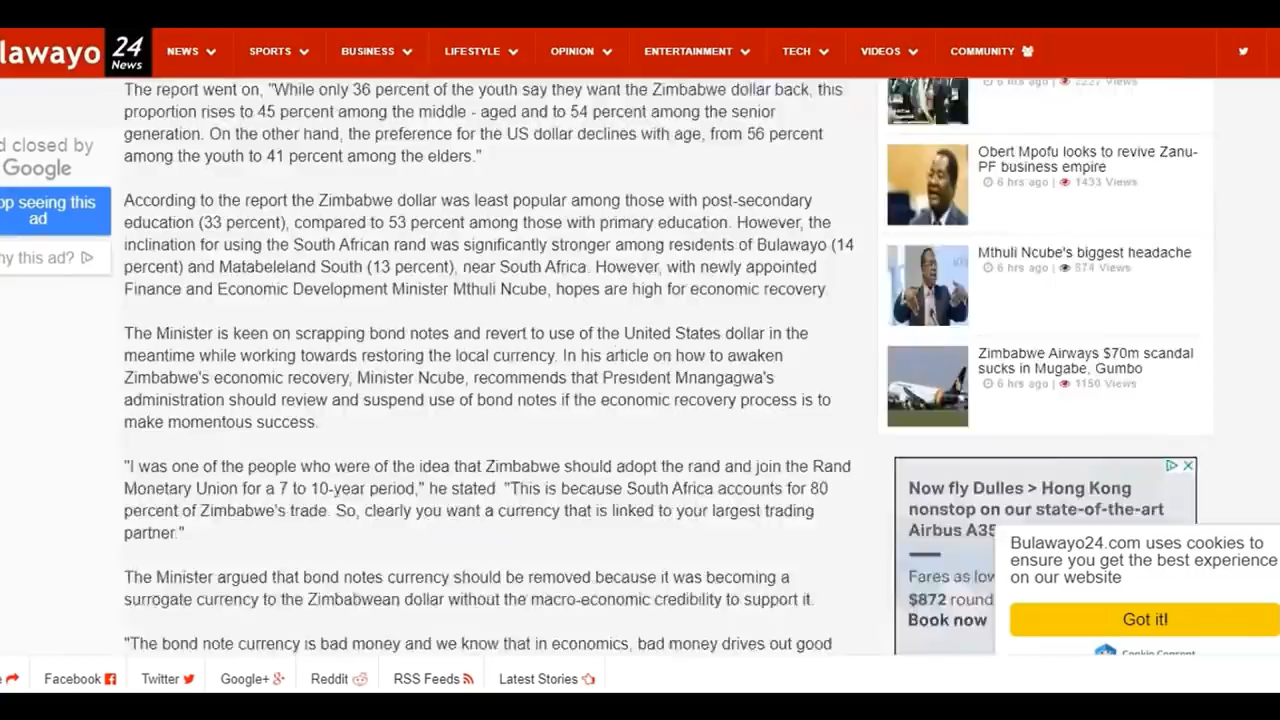 lawayo 24 News
NEWS SPORTS BUSINESS LIFESTYLE OPINION ENTERTAINMENT TECH VIDEOS COMMUNITY
d closed by
Google
op seeing this
ad
hy this ad?
The report went on, "While only 36 percent of the youth say they want the Zimbabwe dollar back, this
proportion rises to 45 percent among the middle - aged and to 54 percent among the senior
generation. On the other hand, the preference for the US dollar declines with age, from 56 percent
among the youth to 41 percent among the elders."
According to the report the Zimbabwe dollar was least popular among those with post-secondary
education (33 percent), compared to 53 percent among those with primary education. However, the
inclination for using the South African rand was significantly stronger among residents of Bulawayo (14
percent) and Matabeleland South (13 percent), near South Africa. However, with newly appointed
Finance and Economic Development Minister Mthuli Ncube, hopes are high for economic recovery.
The Minister is keen on scrapping bond notes and revert to use of the United States dollar in the
meantime while working towards restoring the local currency. In his article on how to awaken
Zimbabwe's economic recovery, Minister Ncube, recommends that President Mnangagwa's
administration should review and suspend use of bond notes if the economic recovery process is to
make momentous success.
"I was one of the people who were of the idea that Zimbabwe should adopt the rand and join the Rand
Monetary Union for a 7 to 10-year period," he stated "This is because South Africa accounts for 80
percent of Zimbabwe's trade. So, clearly you want a currency that is linked to your largest trading
partner."
The Minister argued that bond notes currency should be removed because it was becoming a
surrogate currency to the Zimbabwean dollar without the macro-economic credibility to support it.
"The bond note currency is bad money and we know that in economics, bad money drives out good
6 hrs ago | 2227 Views
Obert Mpofu looks to revive Zanu-
PF business empire
6 hrs ago | 1433 Views
Mthuli Ncube's biggest headache
6 hrs ago | 574 Views
Zimbabwe Airways $70m scandal
sucks in Mugabe, Gumbo
6 hrs ago | 1150 Views
Now fly Dulles > Hong Kong
nonstop on our state-of-the-art
Airbus A35
Fares as low
$872 round
Book now
Bulawayo24.com uses cookies to
ensure you get the best experience
on our website
Got it!
Cookie Consent
e Facebook Twitter Google+ Reddit RSS Feeds Latest Stories